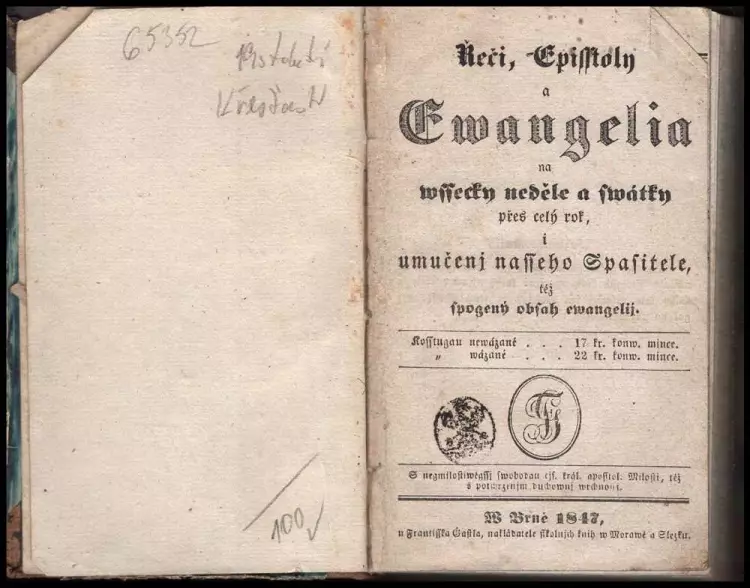 65352
Řeči, Episstoly
a
Ewangelia
na
wssecky neděle a swátky
přes celý rok,
i
umučenj nasseho Spasitele,
též
spogený obsah ewangelij.
Kosstugau newázané . . . 17 kr. konw. mince.
„ wázané . . . 22 kr. konw. mince.
S negmilostiwěgssj swobodau cjs. král. apostol. Milosti, též
s potwrzenjm duchownj wrchnosti.
W Brně 1847,
u Frantisska Gastla, nakladatele sskolnjch knih w Morawě a Slezku.
100